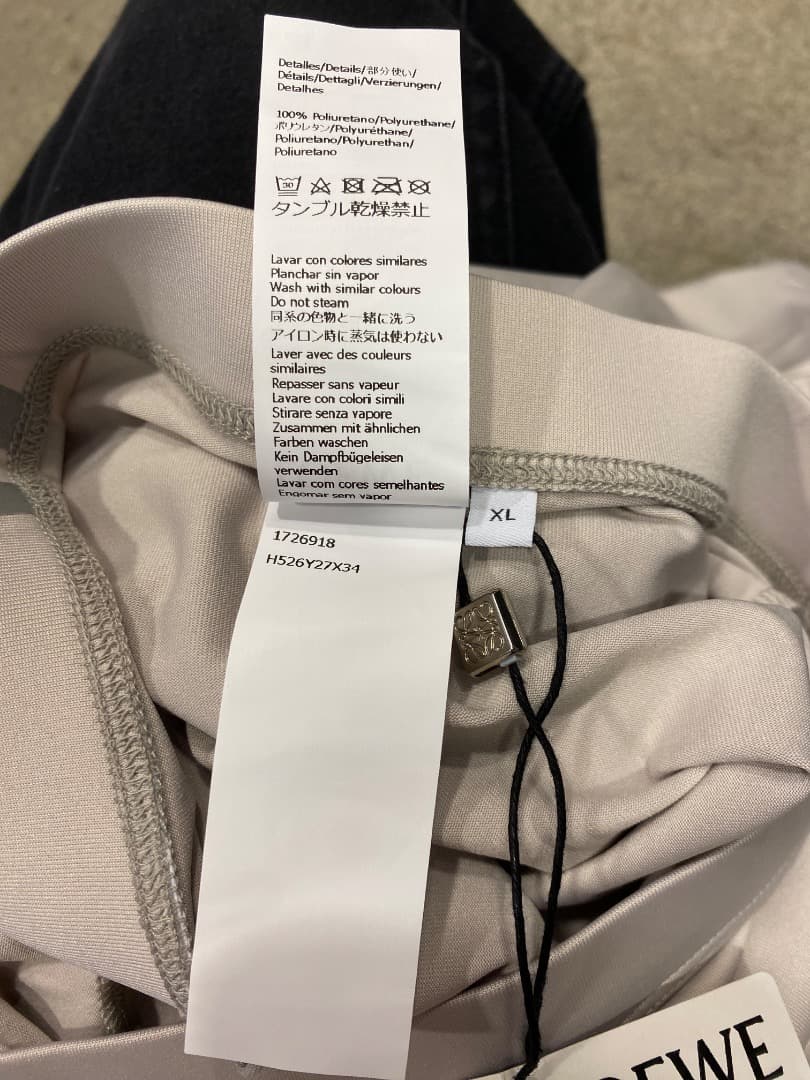 Detalles/Details/部分使い/
Détails/Dettagli/Verzierungen/
Detalhes
100% Poliuretano/Polyurethane/
ポリウレタン/Polyuréthane/
Poliuretano/Polyurethan/
Poliuretano
30
タンブル乾燥禁止
Lavar con colores similares
Planchar sin vapor
Wash with similar colours
Do not steam
同系の色物と一緒に洗う
アイロン時に蒸気は使わない
Laver avec des couleurs
similaires
Repasser sans vapeur
Lavare con colori simili
Stirare senza vapore
Zusammen mit ähnlichen
Farben waschen
Kein Dampfbügeleisen
verwenden
Lavar com cores semelhantes
Engomar sem vapor
XL
1726918
H526Y27X34